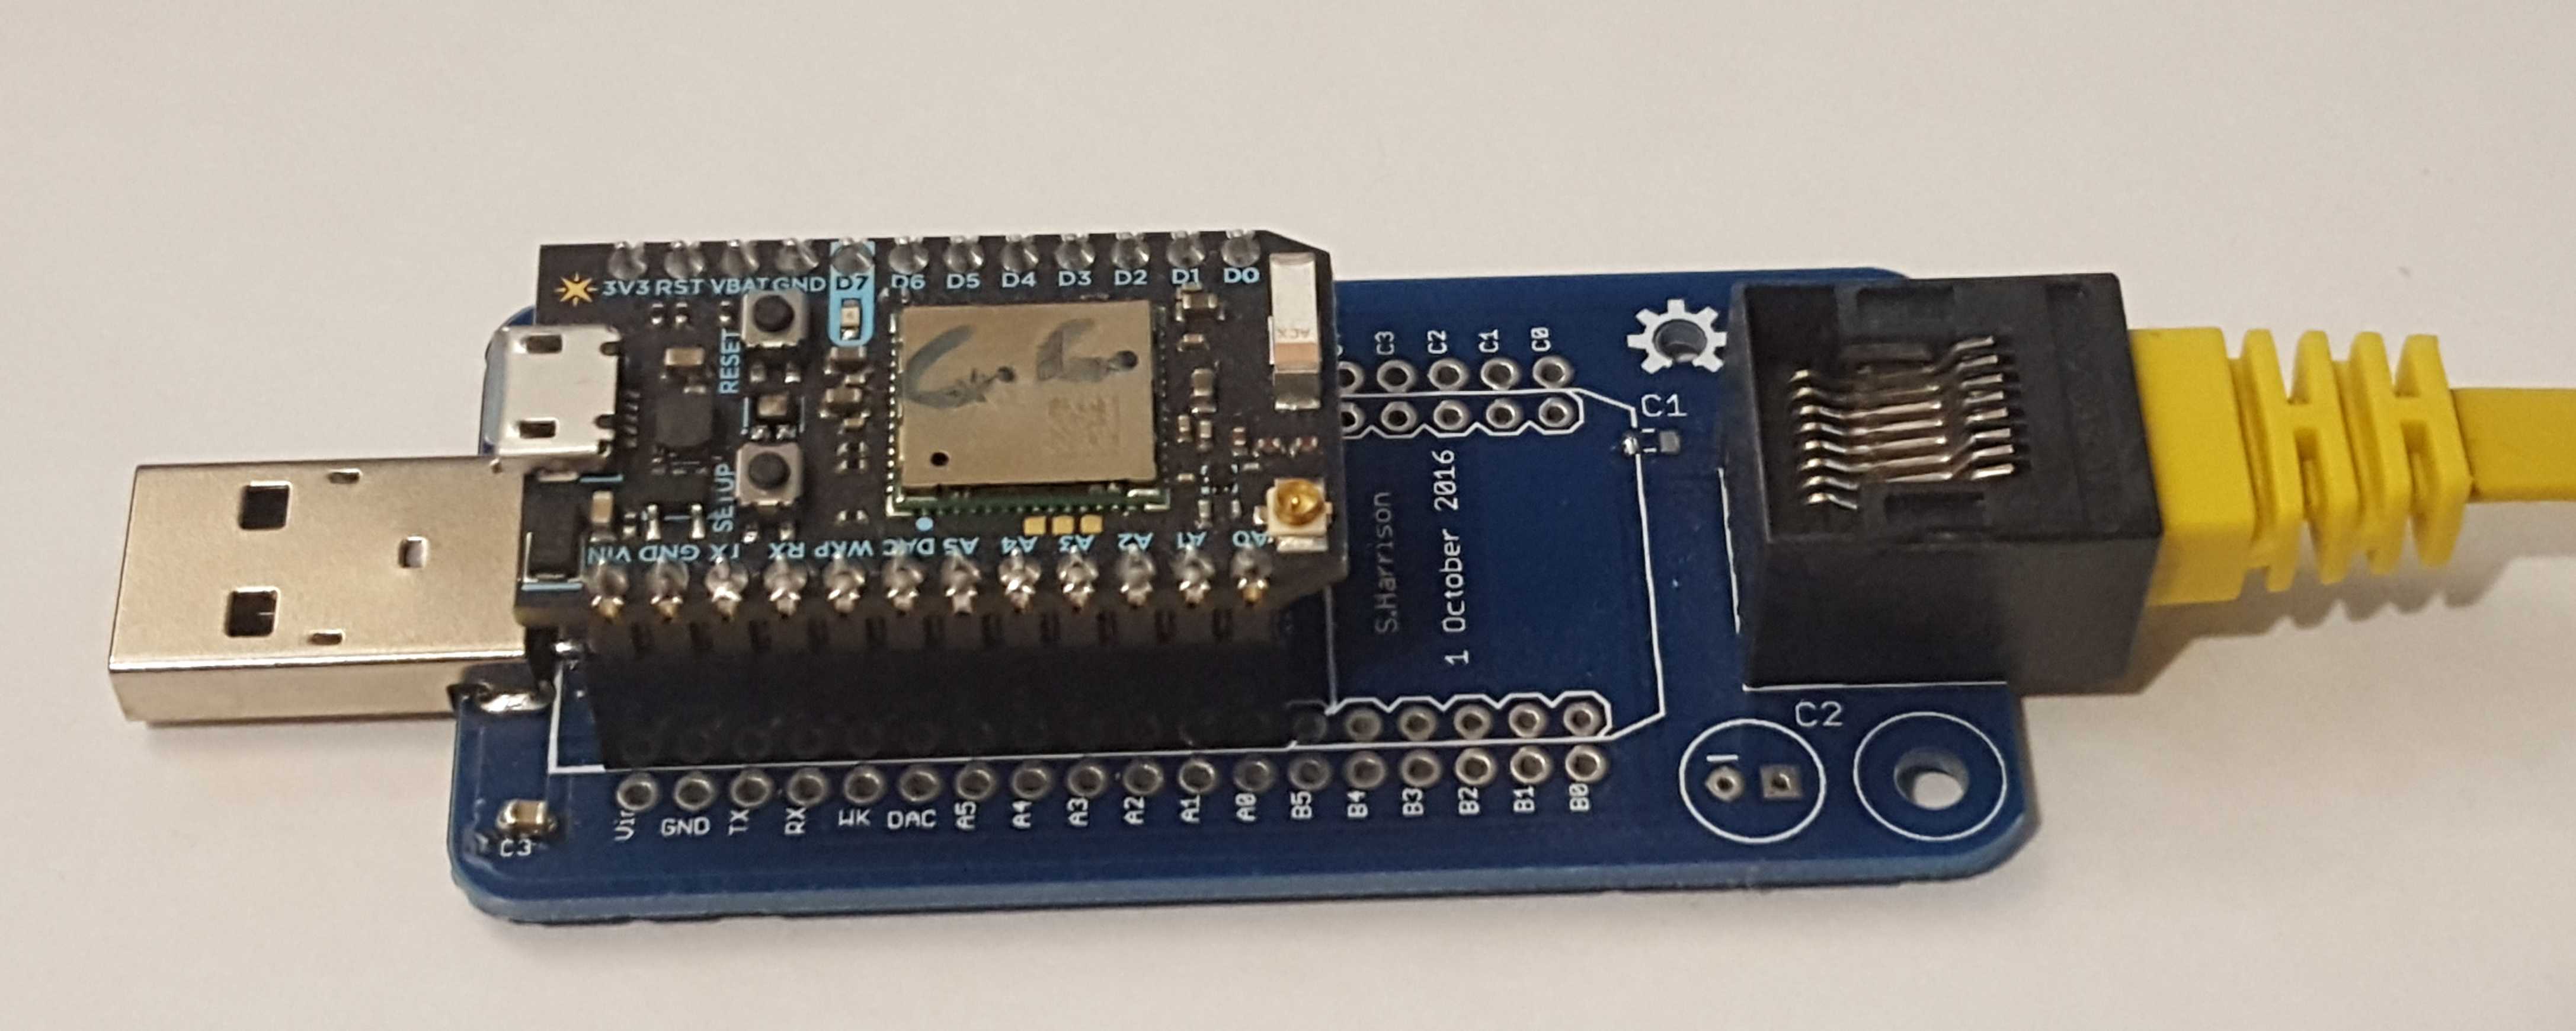 3V3 RST VBAT GND D7 D6 D5 D4 D3 D2 D1 D0
RESET
SETUP
ACX
VIN GND TX RX WKP DAC A5 A4 A3 A2 A1 A0
C3 C2 C1 C0
C1
S.Harrison
1 October 2016
C2
Vin GND TX RX WK DAC A5 A4 A3 A2 A1 A0 B5 B4 B3 B2 B1 B0
C3